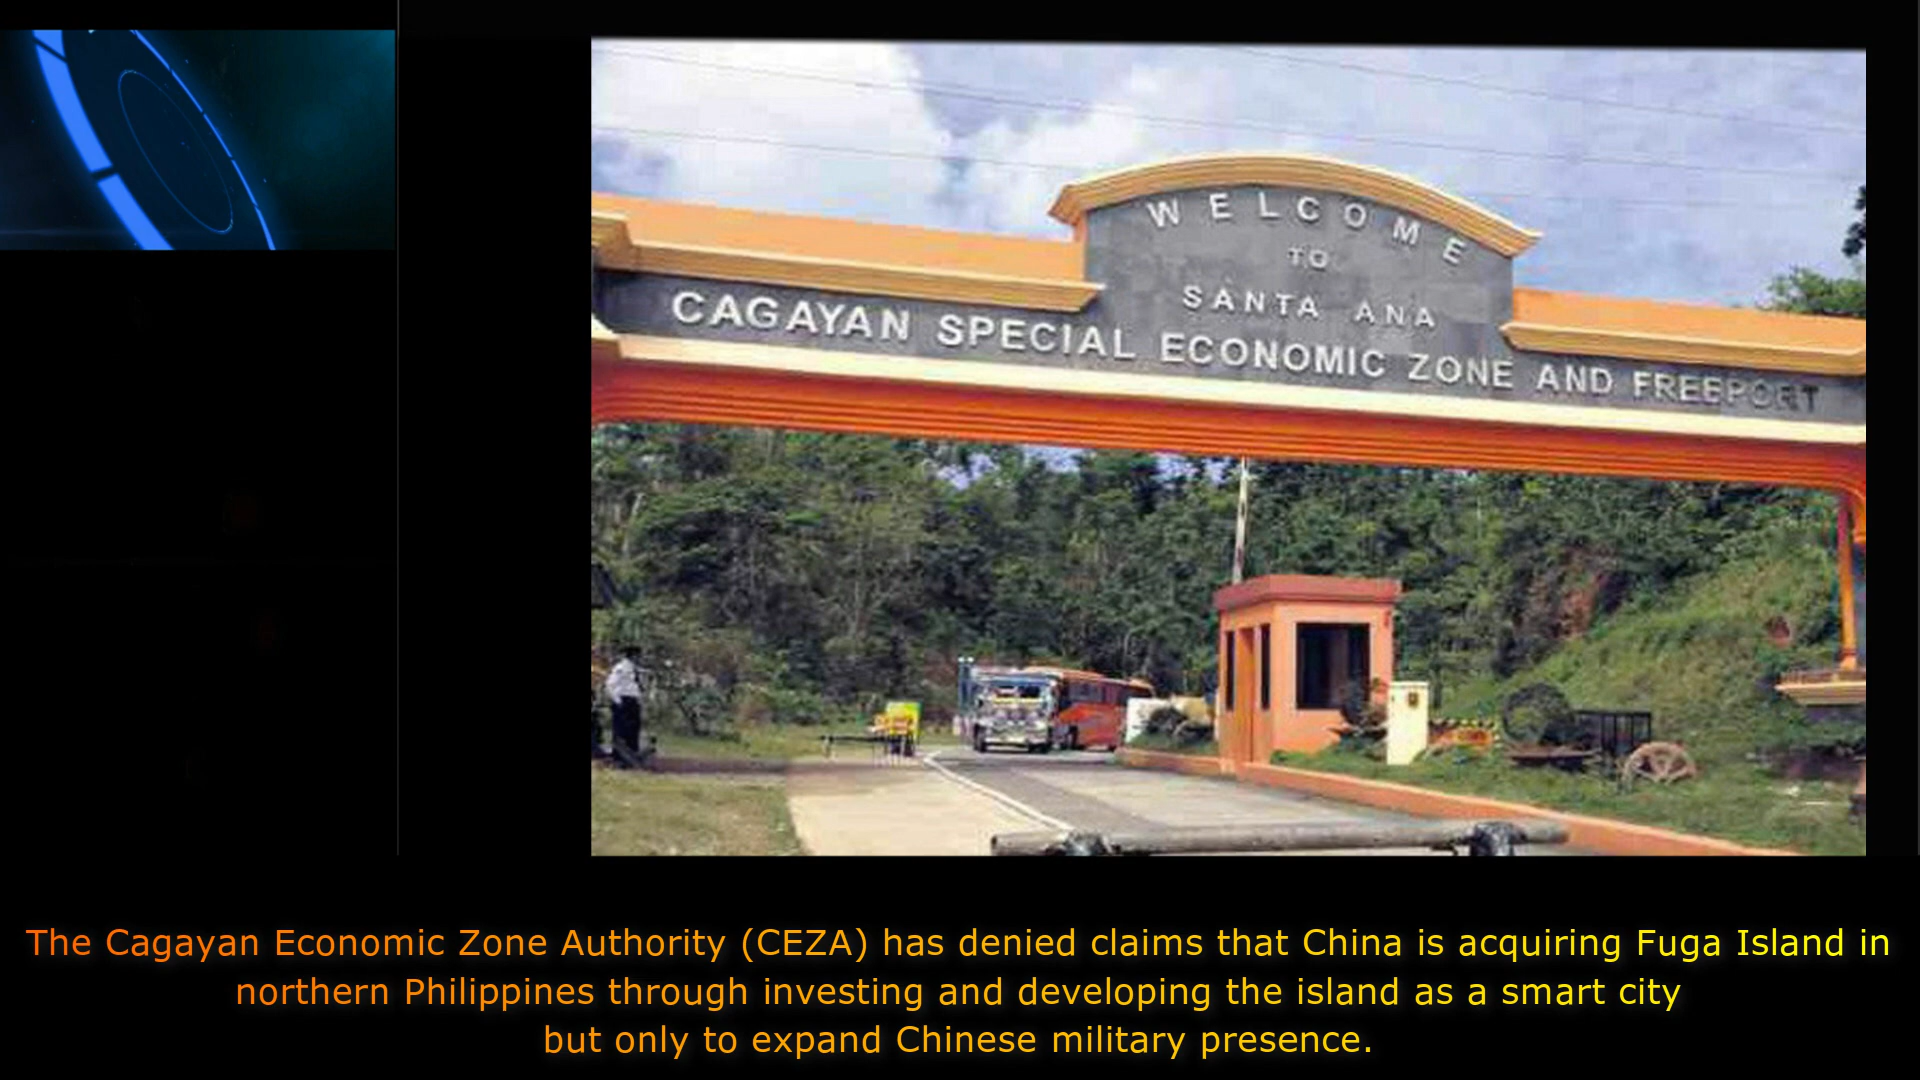 WELCOME
TO
SANTA ANA
CAGAYAN SPECIAL ECONOMIC ZONE AND FREEPORT
The Cagayan Economic Zone Authority (CEZA) has denied claims that China is acquiring Fuga Island in
northern Philippines through investing and developing the island as a smart city
but only to expand Chinese military presence.